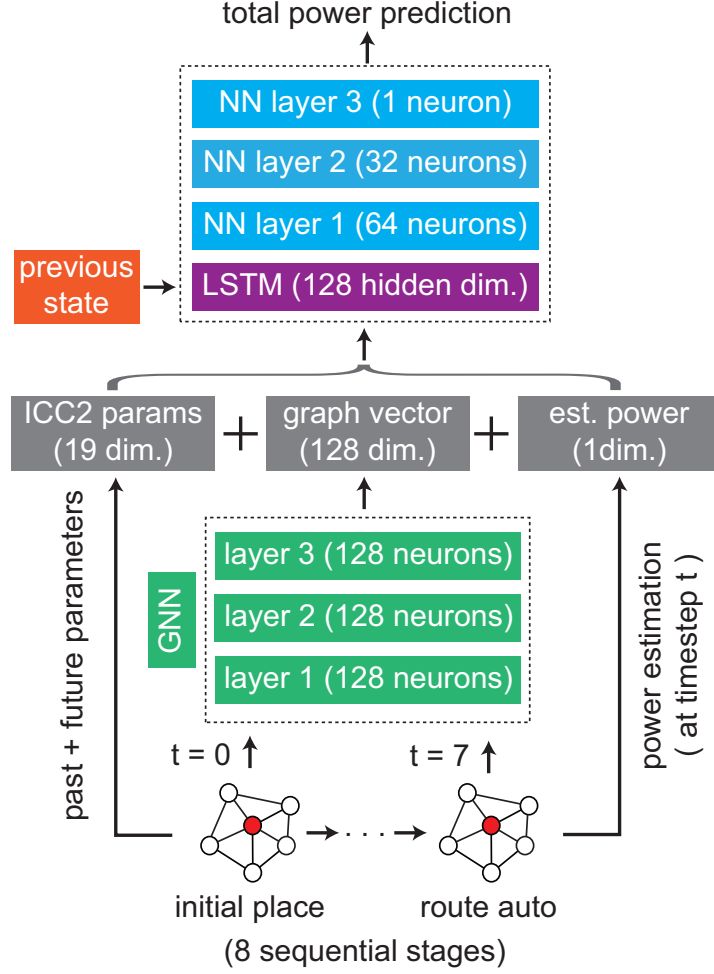 total power prediction
NN layer 3 (1 neuron)
NN layer 2 (32 neurons)
NN layer 1 (64 neurons)
previous
state
LSTM (128 hidden dim.)
ICC2 params
(19 dim.)
+
graph vector
(128 dim.)
+
est. power
(1dim.)
past + future parameters
GNN
layer 3 (128 neurons)
layer 2 (128 neurons)
layer 1 (128 neurons)
power estimation
( at timestep t )
t = 0
t = 7
. . .
initial place
route auto
(8 sequential stages)